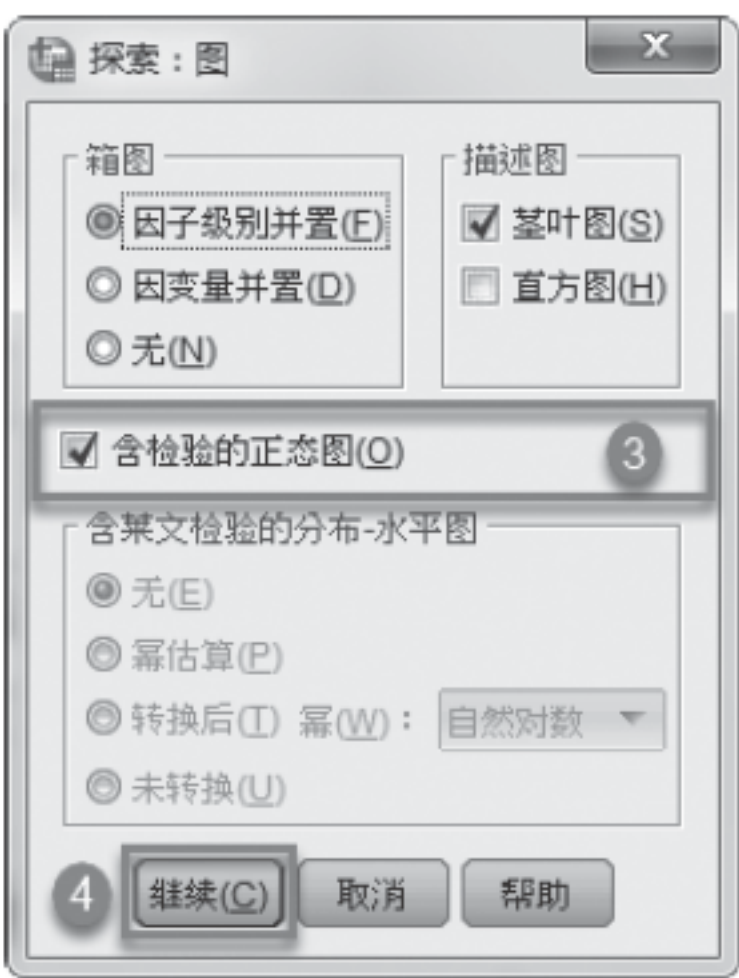 探索：图
箱图
因子级别并置(F)
因变量并置(D)
无(N)
描述图
茎叶图(S)
直方图(H)
含检验的正态图(O)
3
含莱文检验的分布-水平图
无(E)
幂估算(P)
转换后(T) 幂(W)： 自然对数
未转换(U)
4
继续(C)
取消
帮助